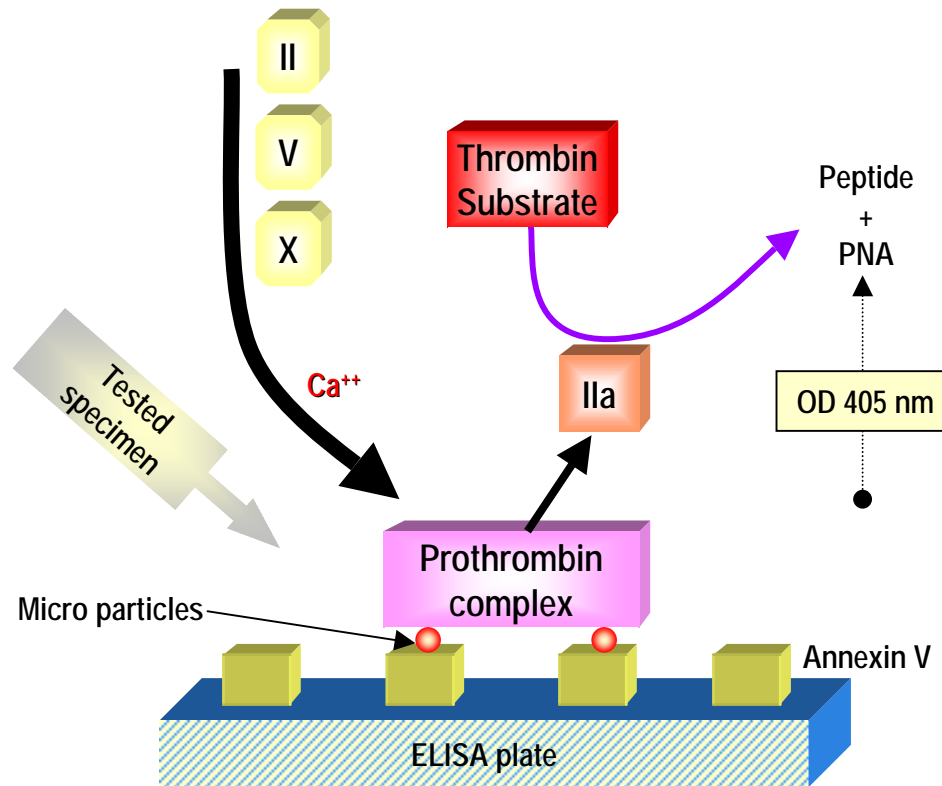 II
V
X
Thrombin
Substrate
Peptide
+
PNA
Ca++
Tested
specimen
IIa
OD 405 nm
Prothrombin
complex
Micro particles
Annexin V
ELISA plate